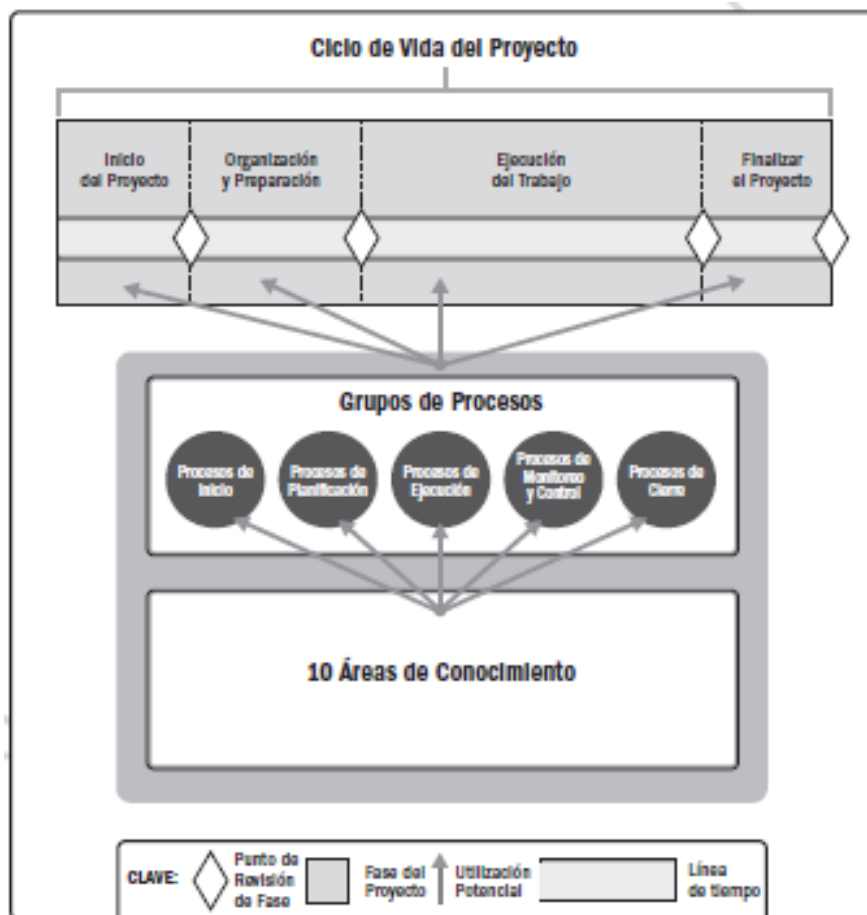 Ciclo de Vida del Proyecto
Inicio
del Proyecto
Organización
y Preparación
Ejecución
del Trabajo
Finalizar
el Proyecto
Grupos de Procesos
Procesos de
Inicio
Procesos de
Planificación
Procesos de
Ejecución
Procesos de
Monitoreo
y Control
Procesos de
Cierre
10 Áreas de Conocimiento
CLAVE:
Punto de
Revisión
de Fase
Fase del
Proyecto
Utilización
Potencial
Línea
de tiempo